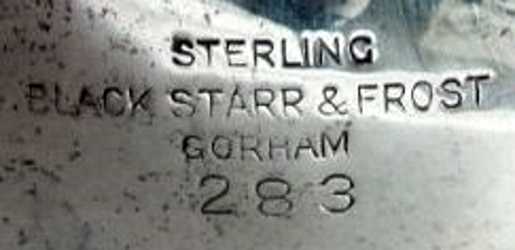 STERLING
BLACK STARR & FROST
GORHAM
283